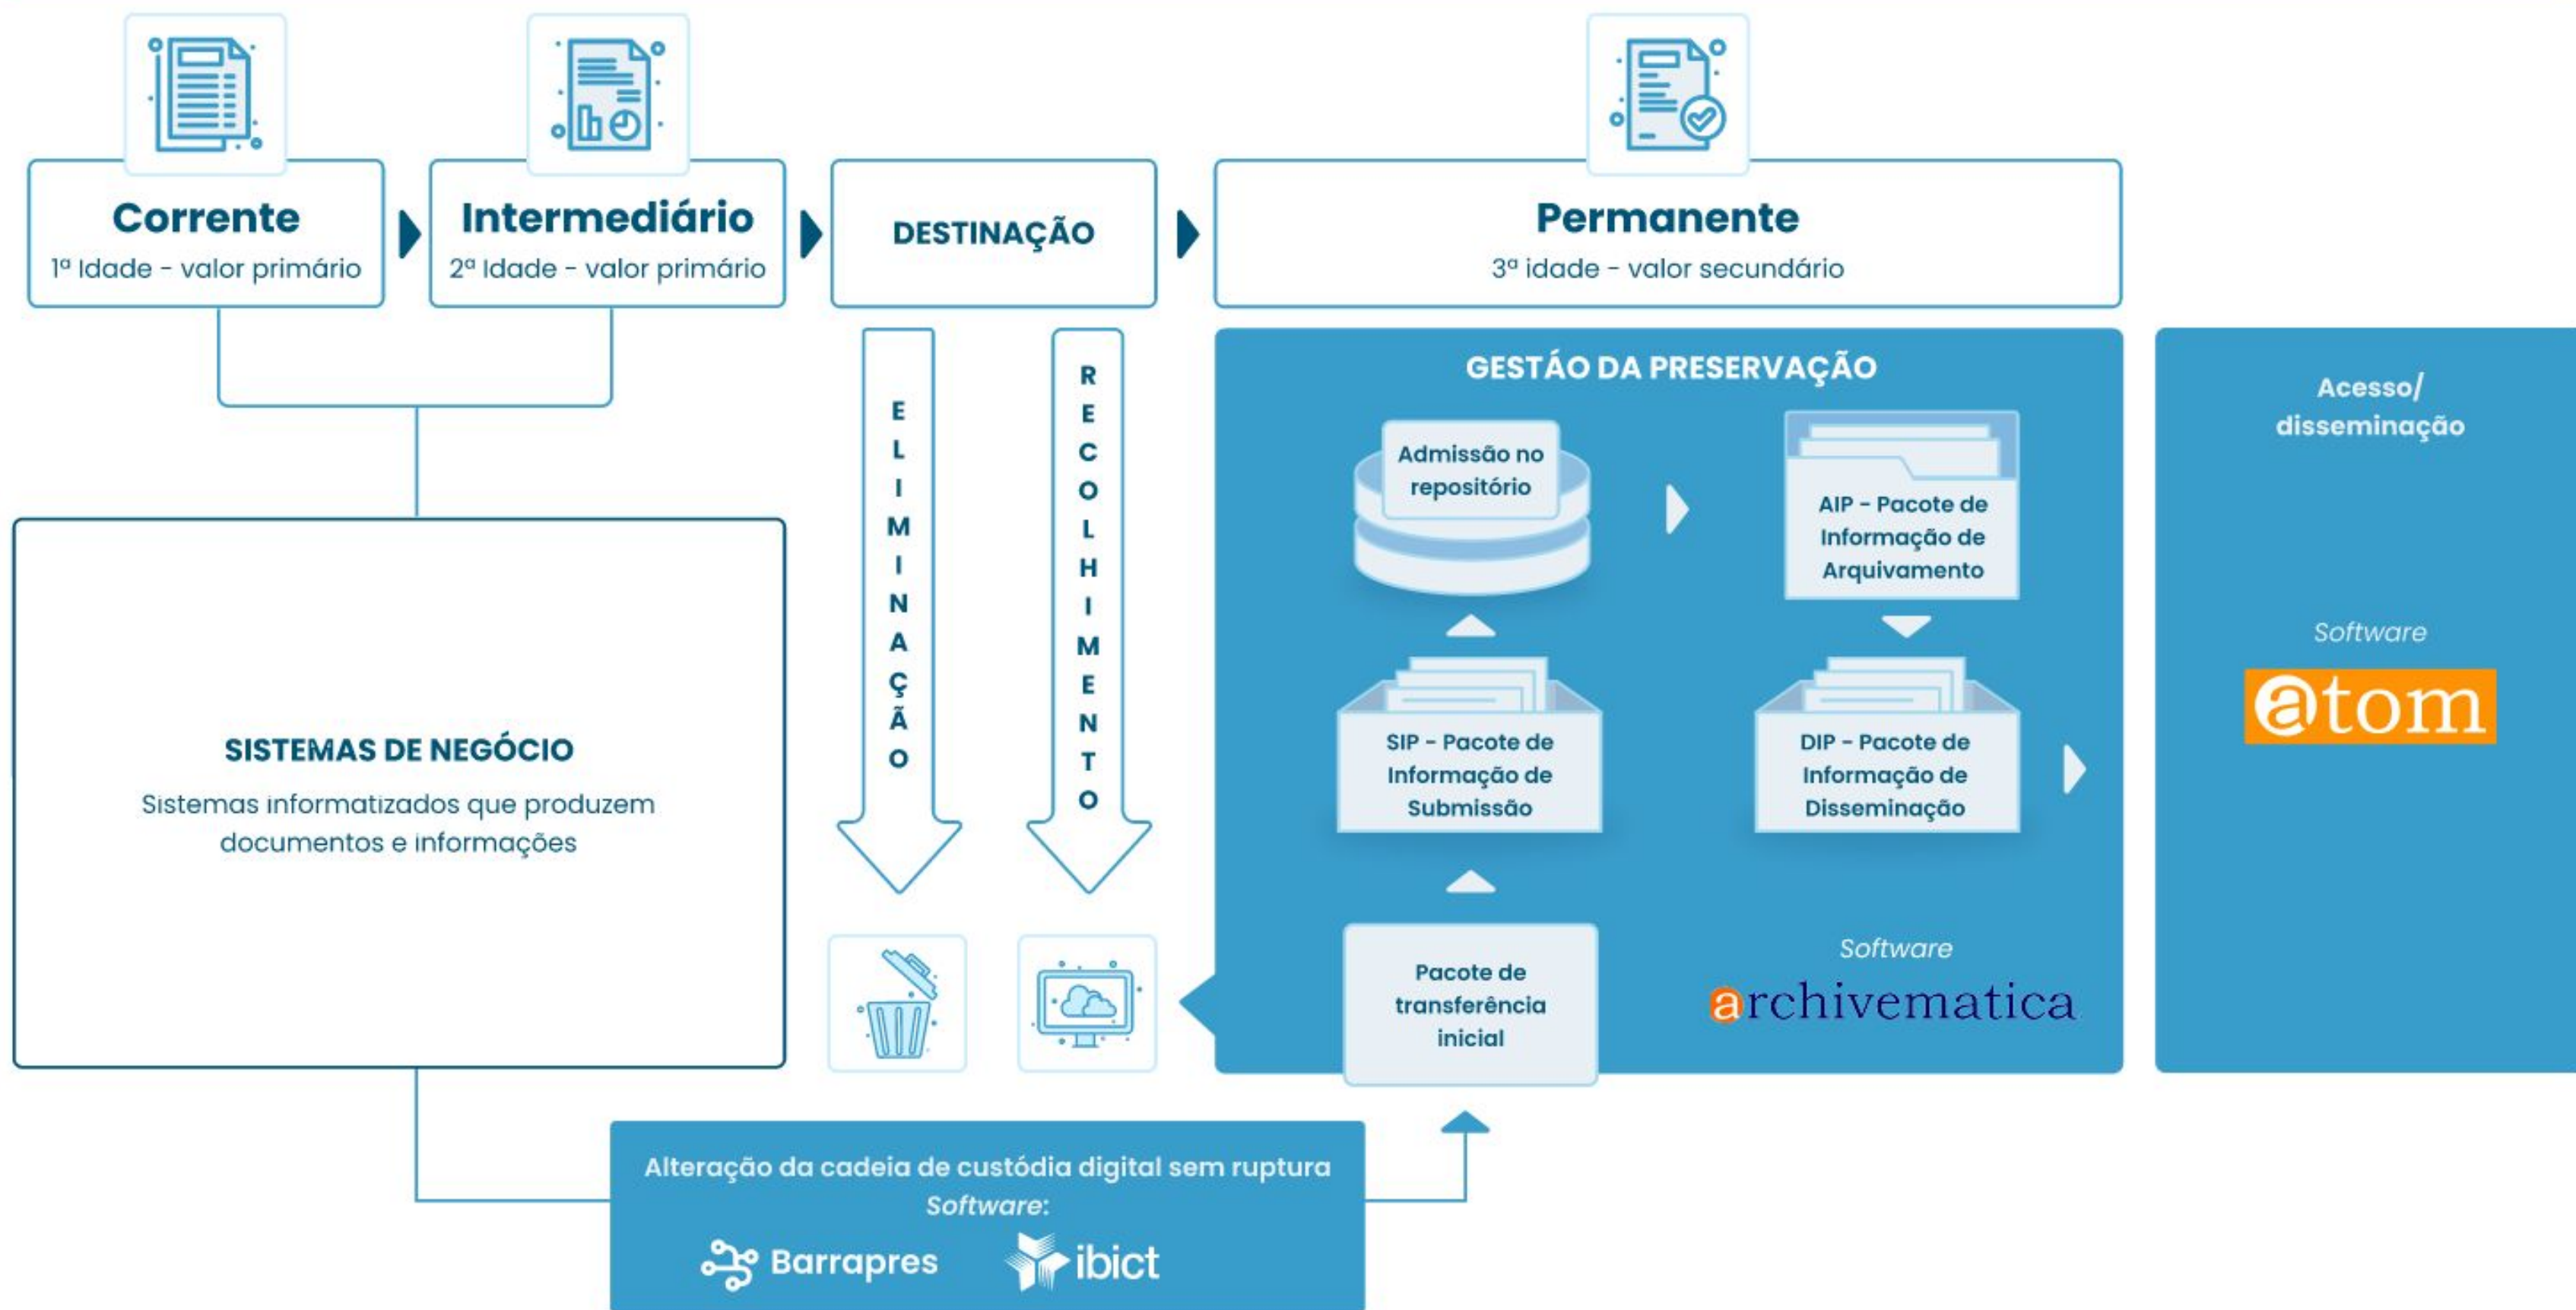 Corrente
1ª Idade - valor primário
Intermediário
2ª Idade - valor primário
DESTINAÇÃO
Permanente
3ª idade - valor secundário
SISTEMAS DE NEGÓCIO
Sistemas informatizados que produzem
documentos e informações
ELIMINAÇÃO
RECOLHIMENTO
GESTÁO DA PRESERVAÇÃO
Admissão no
repositório
AIP - Pacote de
Informação de
Arquivamento
SIP - Pacote de
Informação de
Submissão
DIP - Pacote de
Informação de
Disseminação
Pacote de
transferência
inicial
Software
archivematica
Acesso/
disseminação
Software
atom
Alteração da cadeia de custódia digital sem ruptura
Software:
Barrapres
ibict